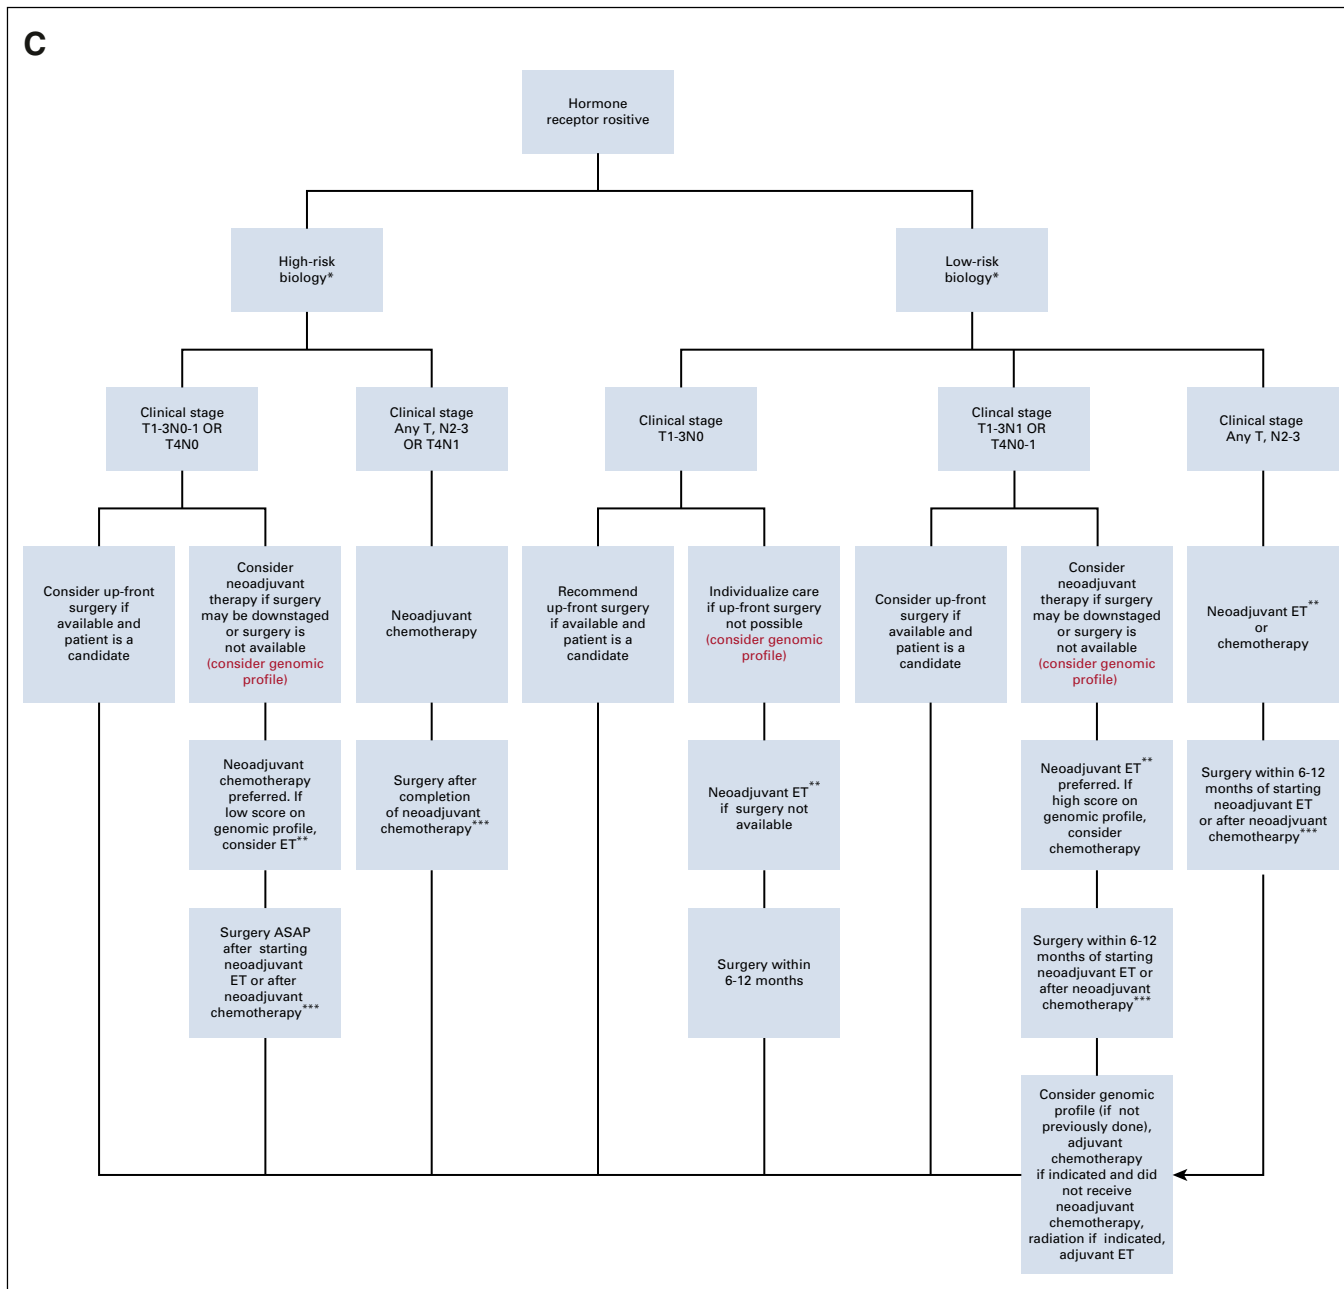 C
Hormone
receptor rositive
High-risk
biology*
Low-risk
biology*
Clinical stage
T1-3N0-1 OR
T4N0
Clinical stage
Any T, N2-3
OR T4N1
Clinical stage
T1-3N0
Clincal stage
T1-3N1 OR
T4N0-1
Clinical stage
Any T, N2-3
Consider up-front
surgery if
available and
patient is a
candidate
Consider
neoadjuvant
therapy if surgery
may be downstaged
or surgery is
not available
(consider genomic
profile)
Neoadjuvant
chemotherapy
Recommend
up-front surgery
if available and
patient is a
candidate
Individualize care
if up-front surgery
not possible
(consider genomic
profile)
Consider up-front
surgery if
available and
patient is a
candidate
Consider
neoadjuvant
therapy if surgery
may be downstaged
or surgery is
not available
(consider genomic
profile)
Neoadjuvant ET**
or
chemotherapy
Neoadjuvant
chemotherapy
preferred. If
low score on
genomic profile,
consider ET**
Surgery after
completion
of neoadjuvant
chemotherapy***
Neoadjuvant ET**
if surgery not
available
Neoadjuvant ET**
preferred. If
high score on
genomic profile,
consider
chemotherapy
Surgery within 6-12
months of starting
neoadjuvant ET
or after neoadjvuant
chemothearpy***
Surgery ASAP
after starting
neoadjuvant
ET or after
neoadjuvant
chemotherapy***
Surgery within
6-12 months
Surgery within 6-12
months of starting
neoadjuvant ET or
after neoadjuvant
chemotherapy***
Consider genomic
profile (if not
previously done),
adjuvant
chemotherapy
if indicated and did
not receive
neoadjuvant
chemotherapy,
radiation if indicated,
adjuvant ET